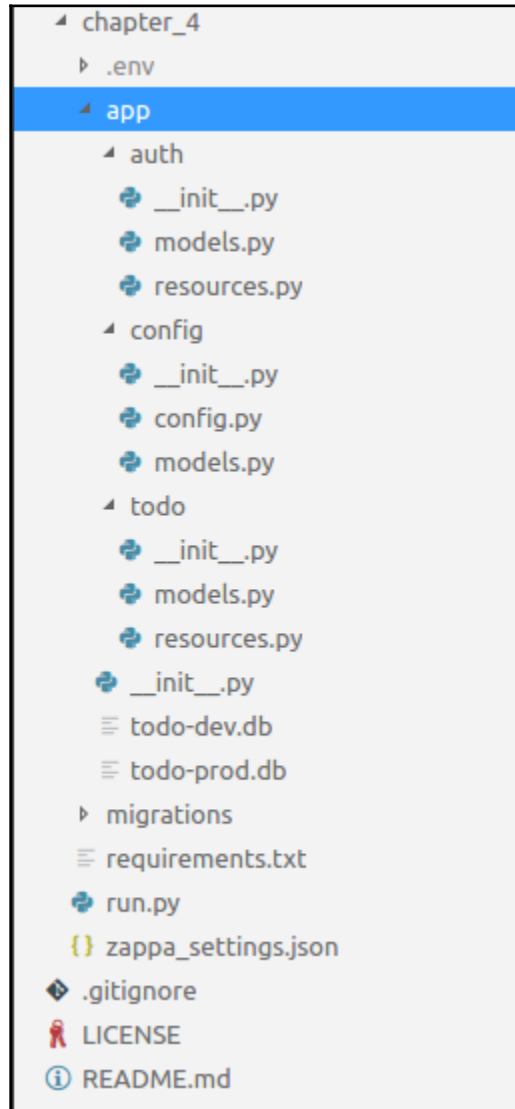 chapter_4
.env
app
auth
__init__.py
models.py
resources.py
config
__init__.py
config.py
models.py
todo
__init__.py
models.py
resources.py
__init__.py
todo-dev.db
todo-prod.db
migrations
requirements.txt
run.py
zappa_settings.json
.gitignore
LICENSE
README.md